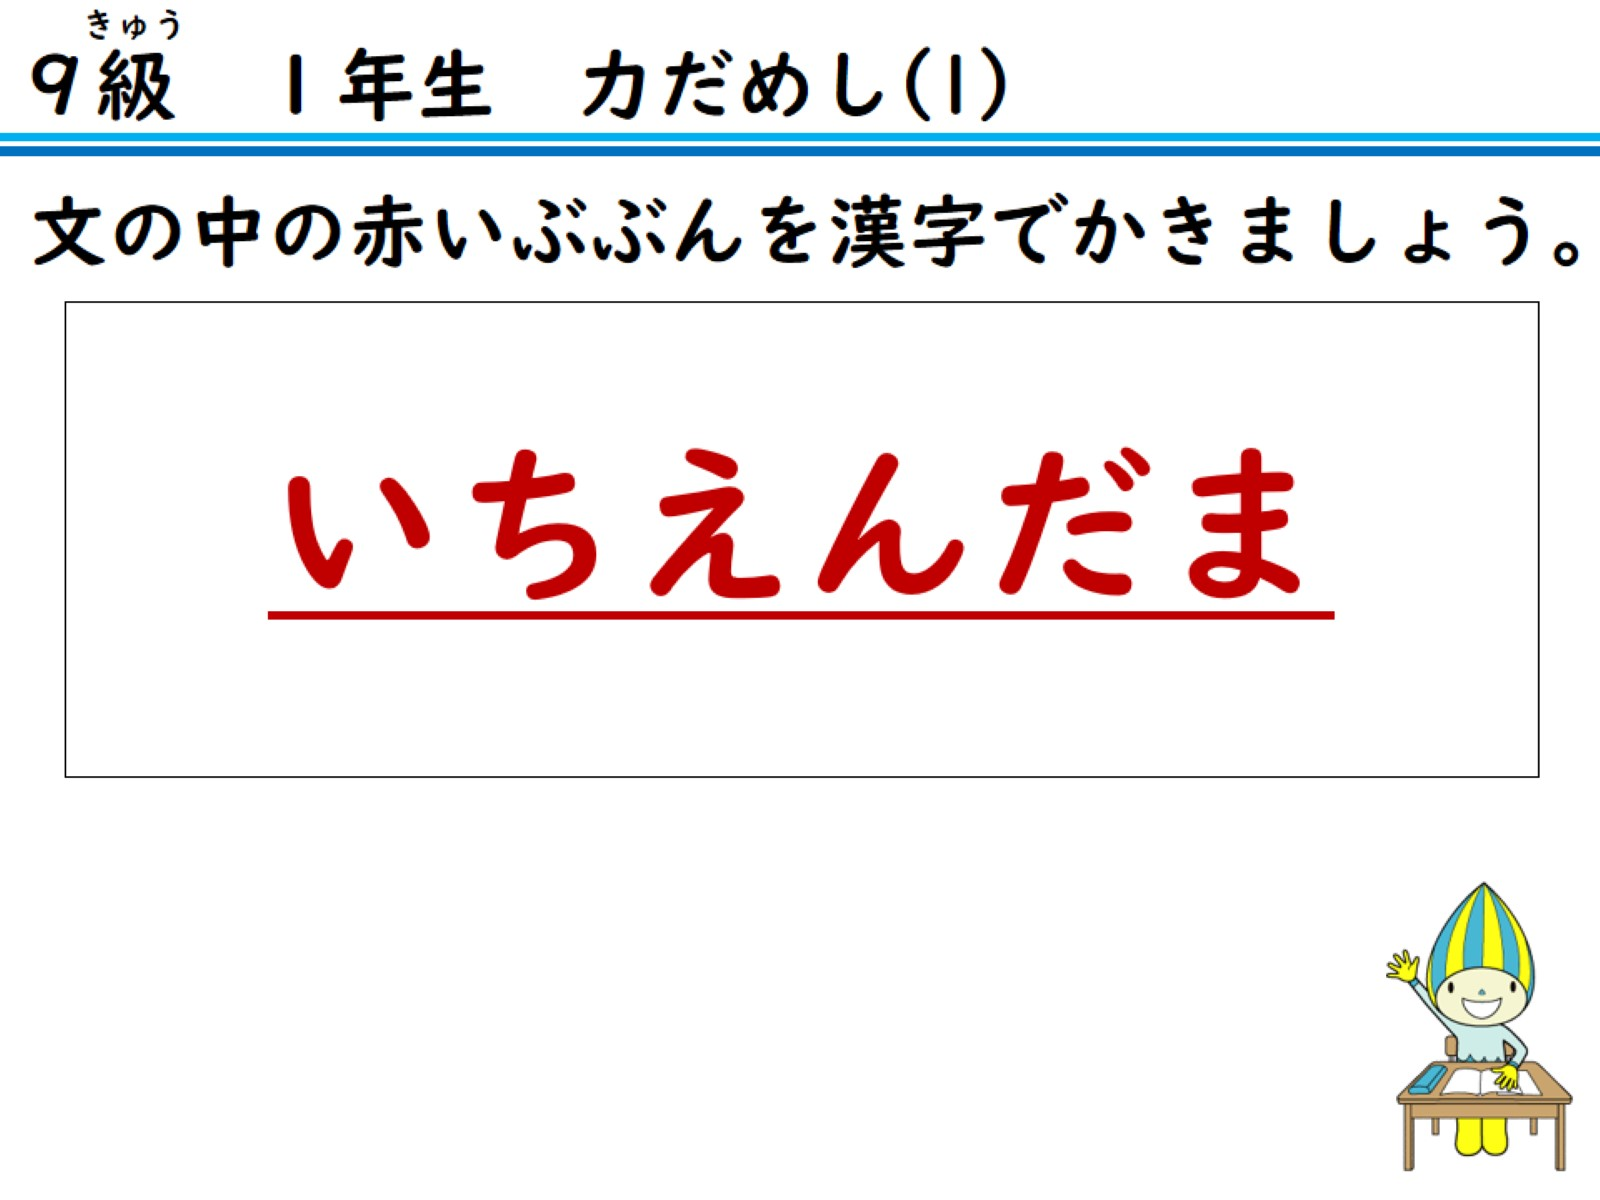 きゅう
9級　1年生　力だめし(1)
文の中の赤いぶぶんを漢字でかきましょう。
いちえんだま